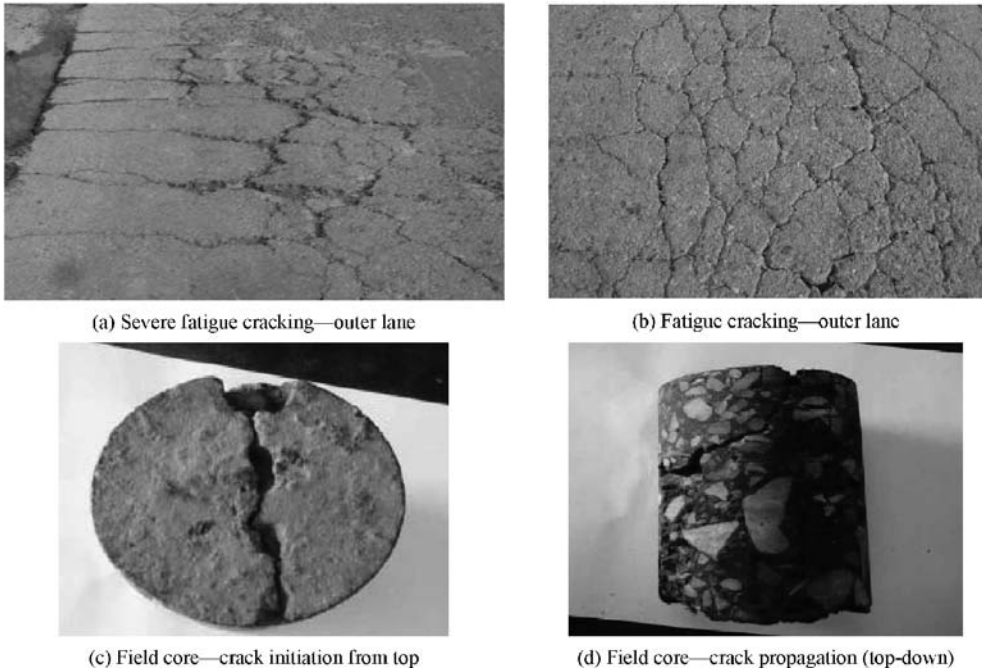 (a) Severe fatigue cracking—outer lane
(b) Fatigue cracking—outer lane
(c) Field core—crack initiation from top
(d) Field core—crack propagation (top-down)